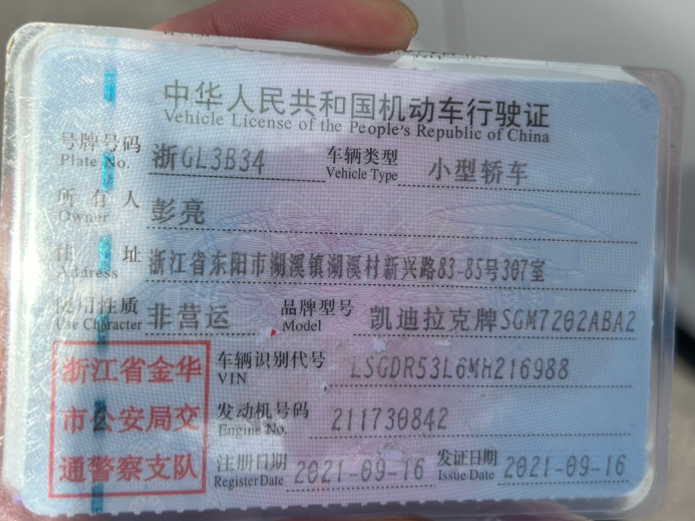 中华人民共和国机动车行驶证
Vehicle License of the People's Republic of China
号牌号码 浙GL3B34 车辆类型 小型轿车
Plate No. Vehicle Type
所有人 彭亮
Owner
住址 浙江省东阳市湖溪镇湖溪村新兴路83-85号307室
Address
使用性质 非营运 品牌型号 凯迪拉克牌SGM7202ABA2
Use Character Model
浙江省金华
市公安局交
通警察支队
车辆识别代号 LSGDR53L6MH216988
VIN
发动机号码 211730842
Engine No.
注册日期 2021-09-16 发证日期 2021-09-16
Register Date Issue Date